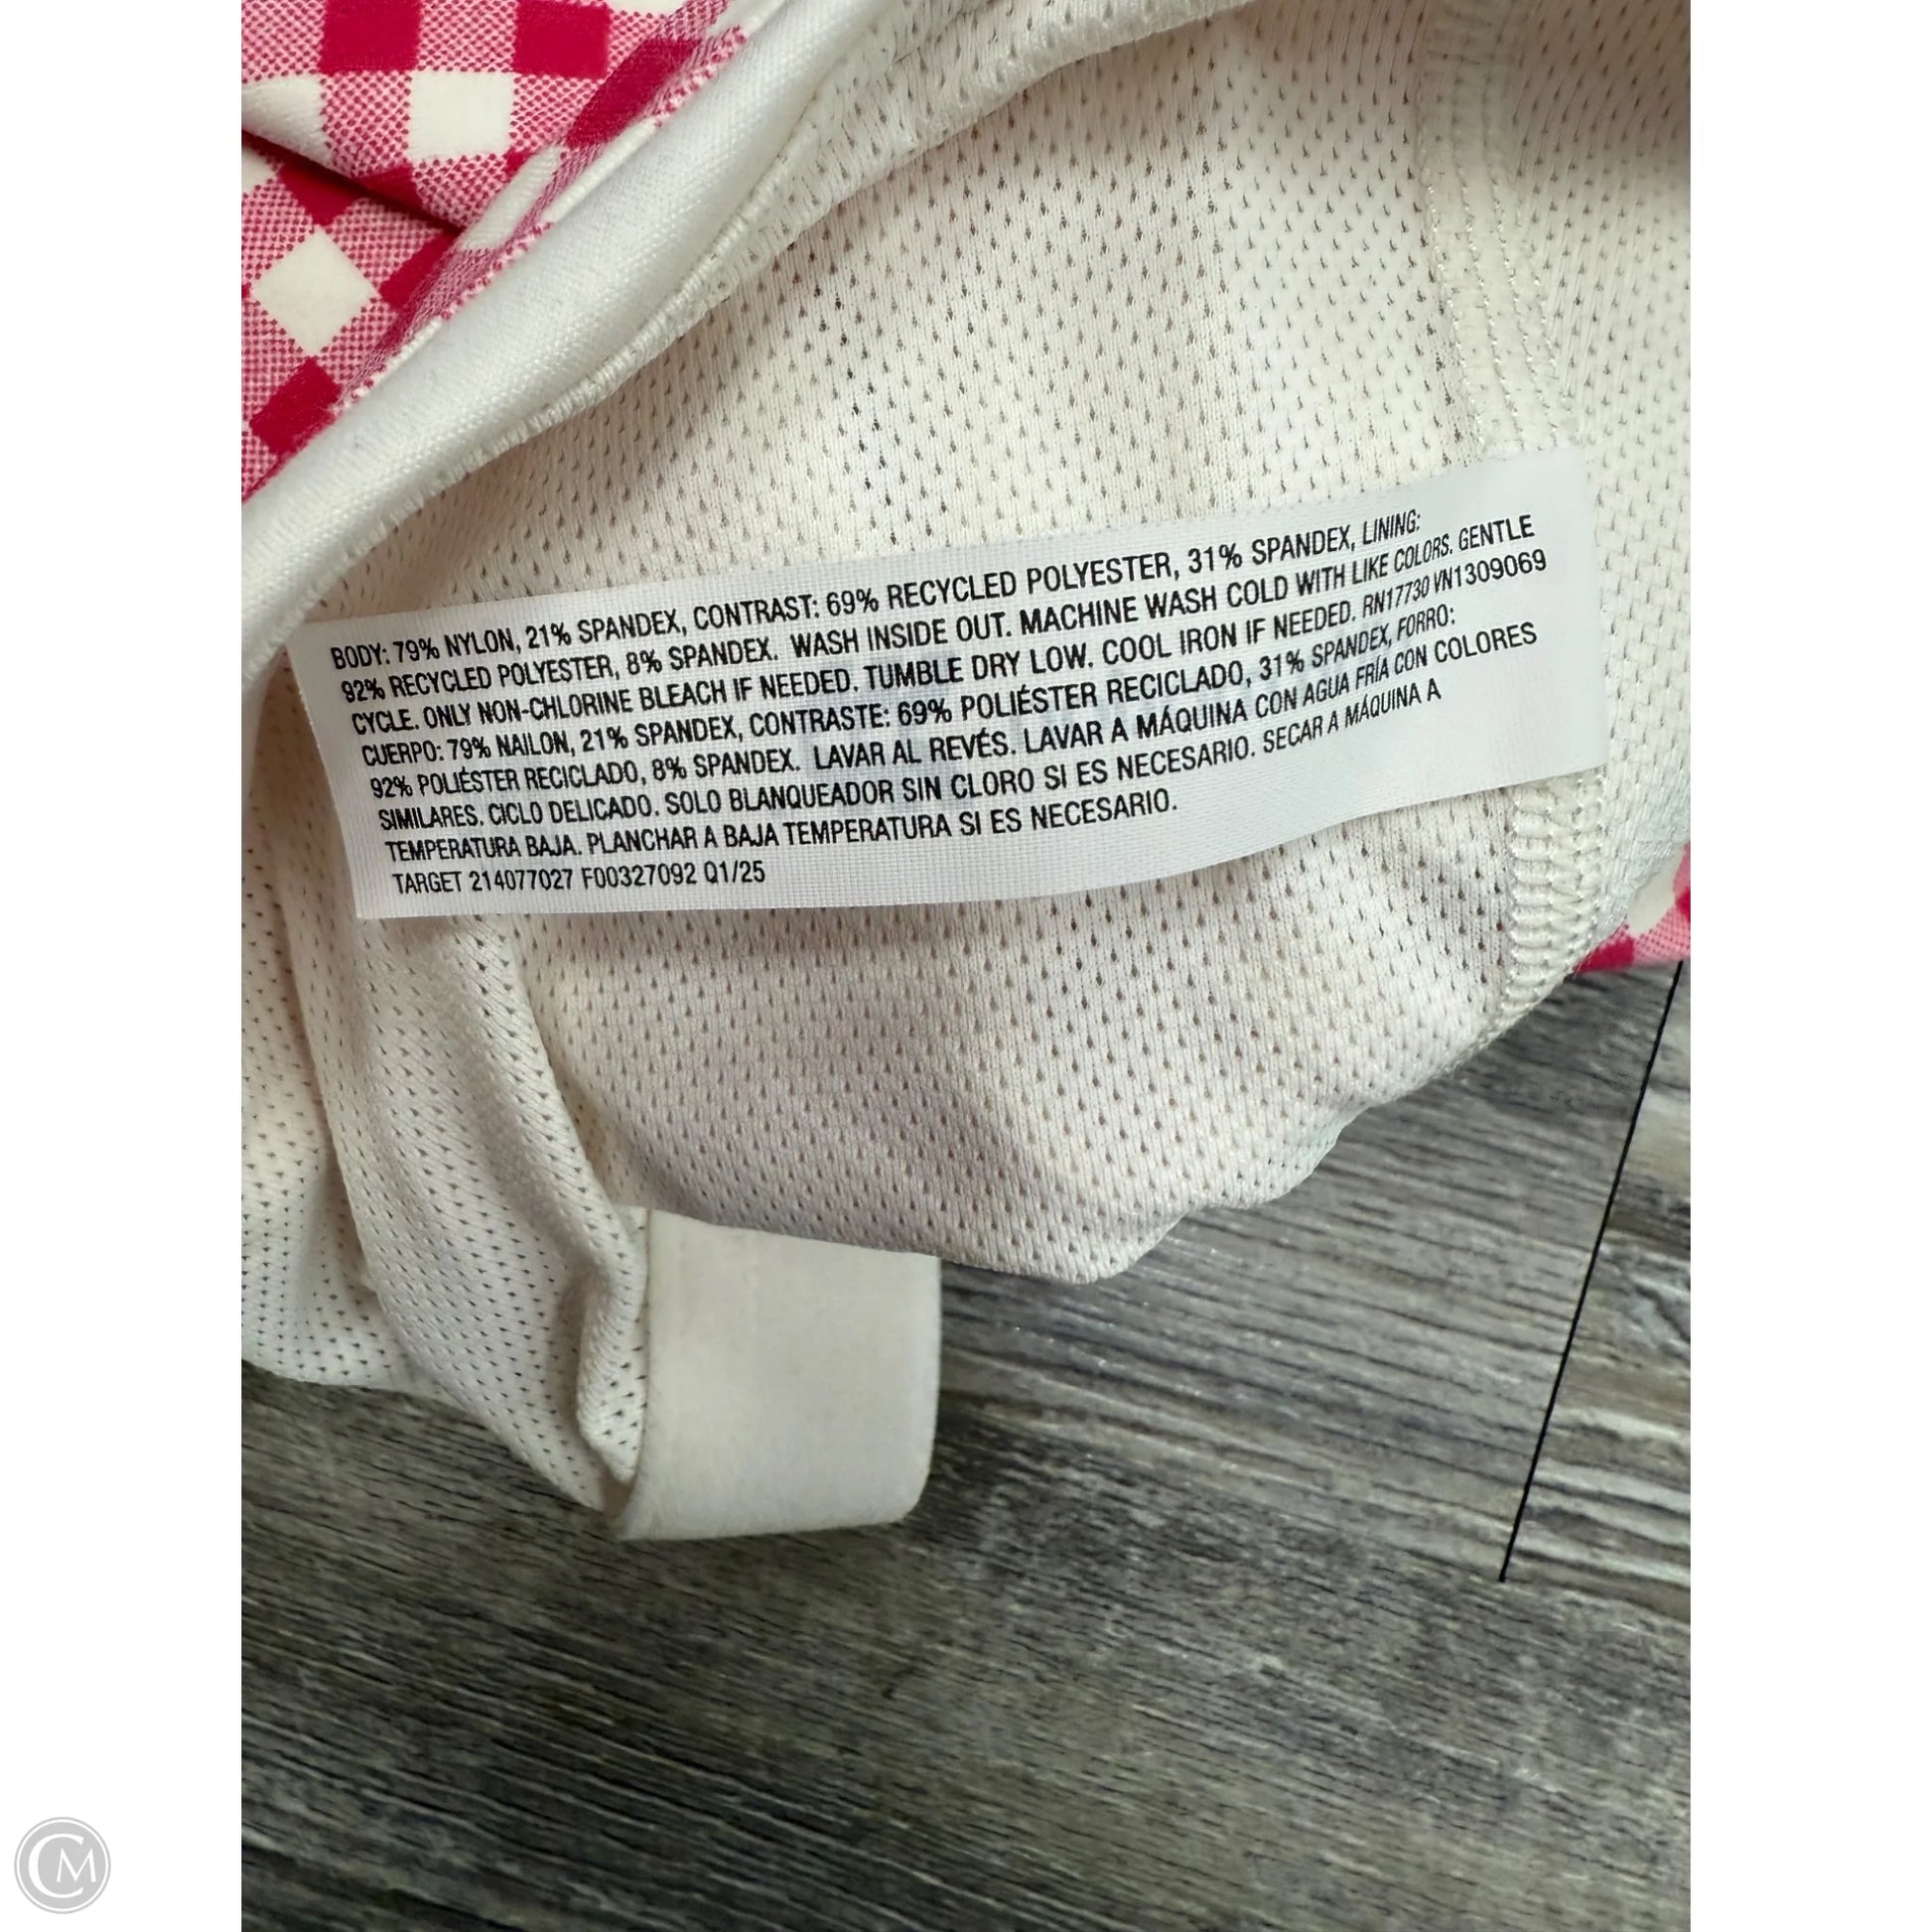 BODY: 79% NYLON, 21% SPANDEX, CONTRAST: 69% RECYCLED POLYESTER, 31% SPANDEX, LINING:
92% RECYCLED POLYESTER, 8% SPANDEX. WASH INSIDE OUT. MACHINE WASH COLD WITH LIKE COLORS. GENTLE
CYCLE. ONLY NON-CHLORINE BLEACH IF NEEDED. TUMBLE DRY LOW. COOL IRON IF NEEDED. RN17730 VN1309069
CUERPO: 79% NAILON, 21% SPANDEX, CONTRASTE: 69% POLIÉSTER RECICLADO, 31% SPANDEX, FORRO:
92% POLIÉSTER RECICLADO, 8% SPANDEX. LAVAR AL REVÉS. LAVAR A MÁQUINA CON AGUA FRÍA CON COLORES
SIMILARES. CICLO DELICADO. SOLO BLANQUEADOR SIN CLORO SI ES NECESARIO. SECAR A MÁQUINA A
TEMPERATURA BAJA. PLANCHAR A BAJA TEMPERATURA SI ES NECESARIO.
TARGET 214077027 F00327092 Q1/25
CM